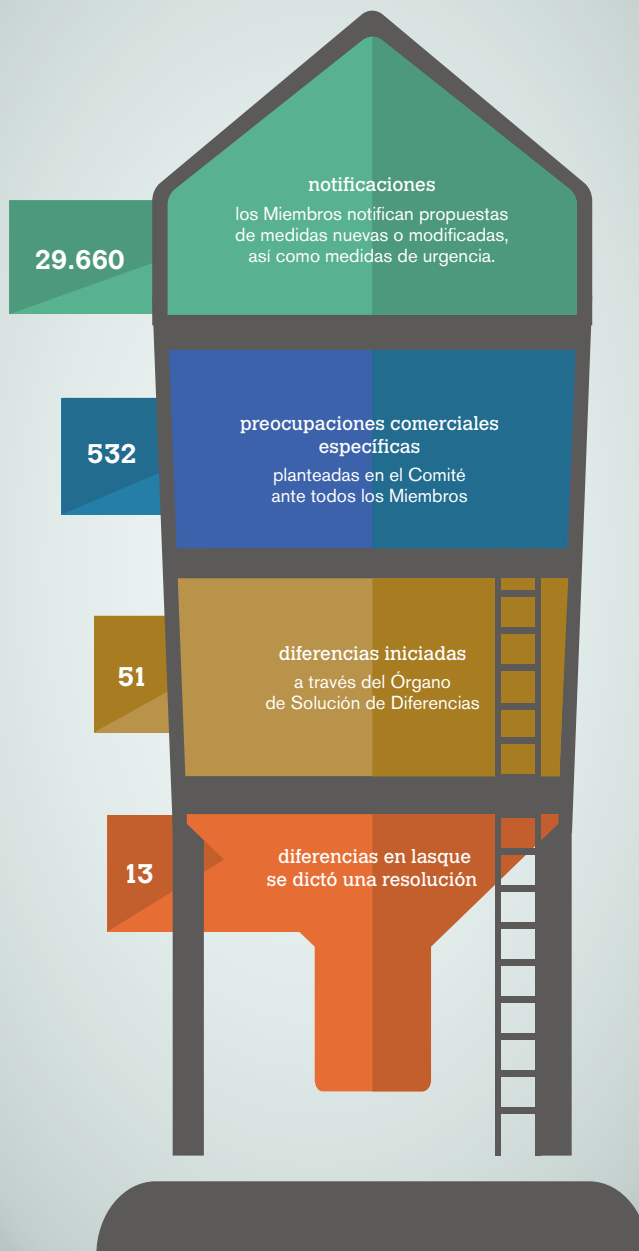 29.660
notificaciones
los Miembros notifican propuestas
de medidas nuevas o modificadas,
así como medidas de urgencia.
532
preocupaciones comerciales
específicas
planteadas en el Comité
ante todos los Miembros
51
diferencias iniciadas
a través del Órgano
de Solución de Diferencias
13
diferencias en lasque
se dictó una resolución